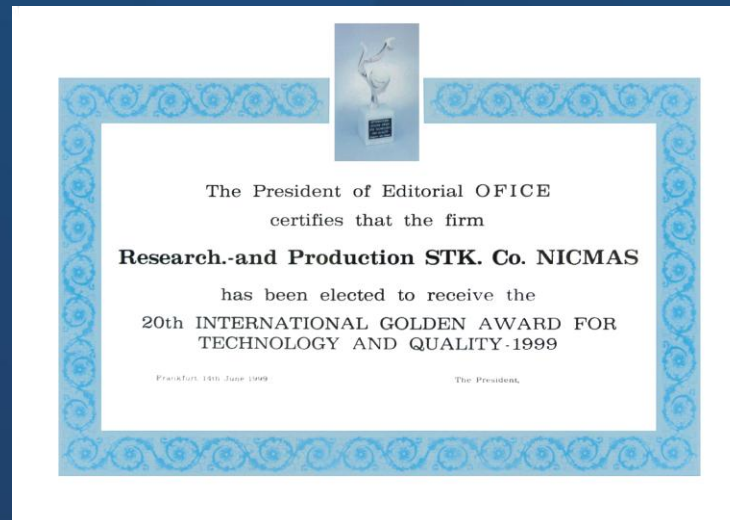 The President of Editorial OFICE
certifies that the firm
Research.-and Production STK. Co. NICMAS
has been elected to receive the
20th INTERNATIONAL GOLDEN AWARD FOR
TECHNOLOGY AND QUALITY-1999
Frankfurt 14th June 1999
The President,